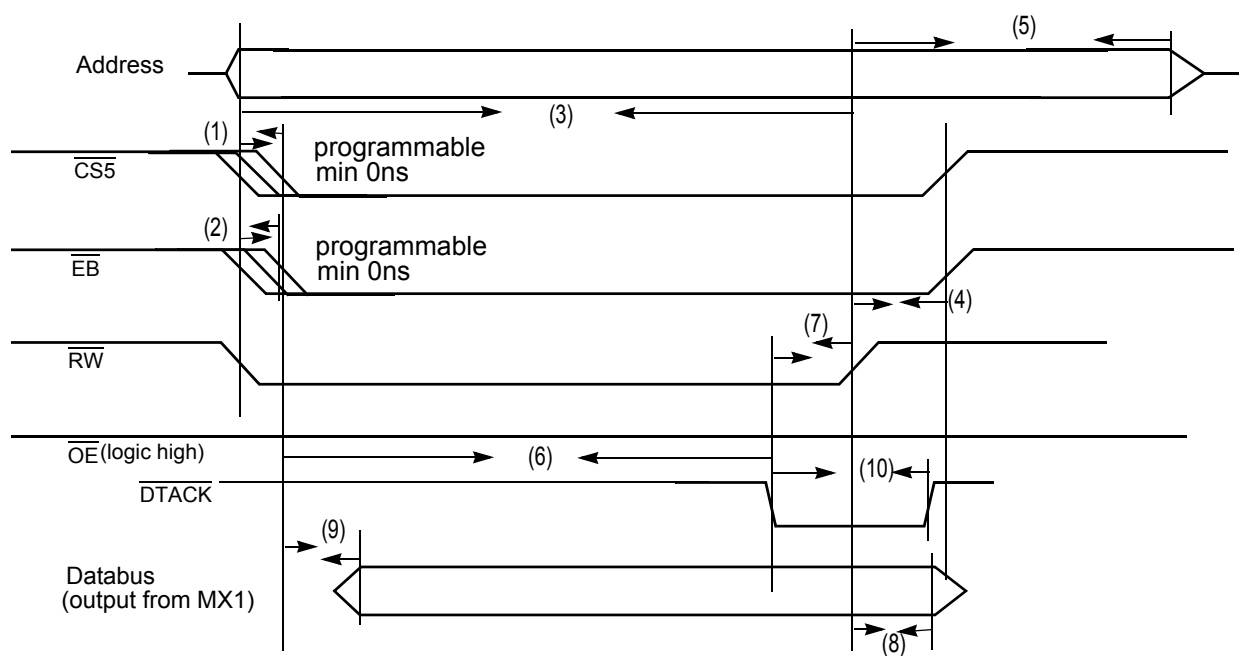 (5)
Address
(3)
(1)
programmable
min 0ns
CS5
(2)
programmable
min 0ns
EB
(4)
(7)
RW
OE(logic high)
(6)
(10)
DTACK
(9)
Databus
(output from MX1)
(8)